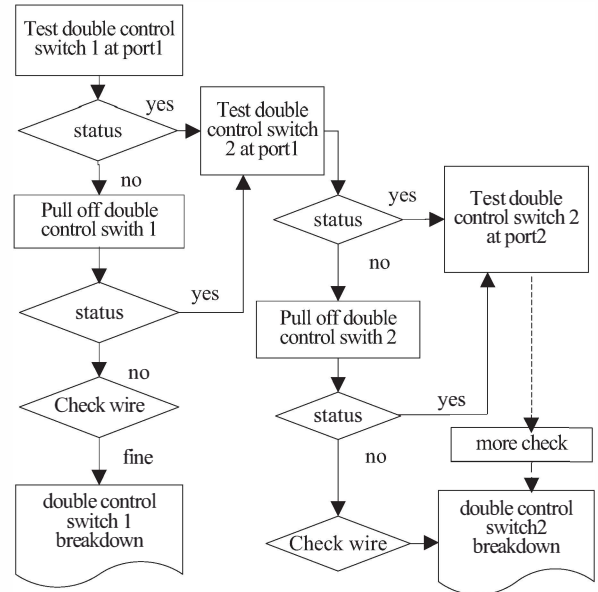 Test double control
switch 1 at port1
status
yes
no
Pull off double
control swith 1
status
yes
no
Check wire
fine
double control
switch 1
breakdown
Test double
control switch
2 at port1
status
yes
no
Pull off double
control swith 2
status
yes
no
Check wire
Test double
control switch 2
at port2
more check
double control
switch2
breakdown